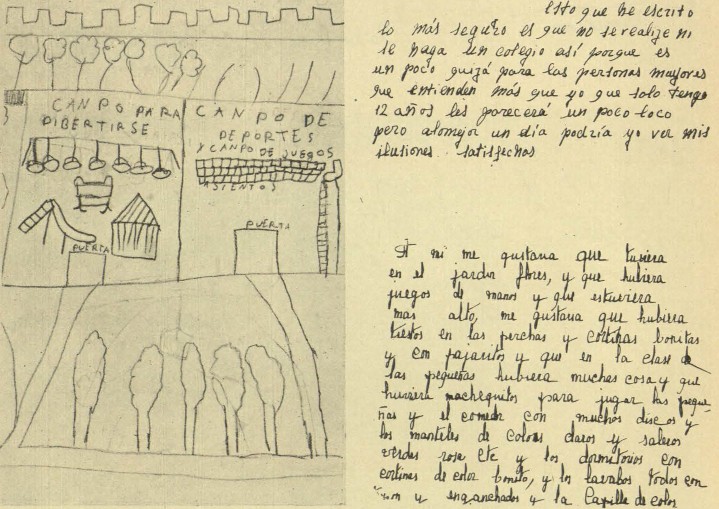 CANPO PARA
DIBERTIRSE
PUERTA
CANPO DE
DEPORTES
Y CANPO DE JUEGOS
ASIENTOS
PUERTA
Esto que he escrito
lo más seguro es que no se realize ni
se haga un colegio así porque es
un poco quizá para las personas mayores
que entienden más que yo que solo tengo
12 años les parecerá un poco loco
pero alomejor un día podría yo ver mis
ilusiones satisfechas
A mi me gustaria que tuviera
en el jardin flores, y que hubiera
juegos de manos y que estuviera
mas alto, me gustaria que hubiera
tiestos en las perchas y cortinas bonitas
y con pajaritos y que en la clase de
las pequeñas hubiera muchas cosas y que
huviera muchequitos para jugar las peque
ñas y el comedor con muchos discos y
los manteles de colores claros y saleros
verdes rosa etc y los dormitorios con
cortinas de color bonito, y los lavabos todos con
y enganchados y la Capilla de color